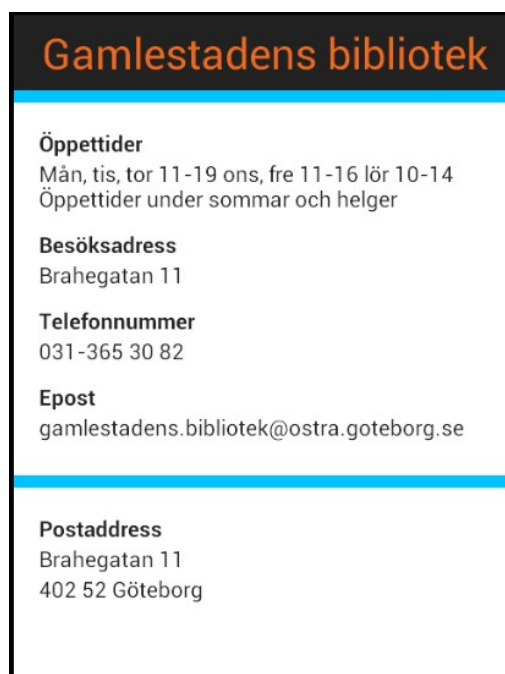 Gamlestadens bibliotek
Öppettider
Mån, tis, tor 11-19 ons, fre 11-16 lör 10-14
Öppettider under sommar och helger
Besöksadress
Brahegatan 11
Telefonnummer
031-365 30 82
Epost
gamlestadens.bibliotek@ostra.goteborg.se
Postaddress
Brahegatan 11
402 52 Göteborg